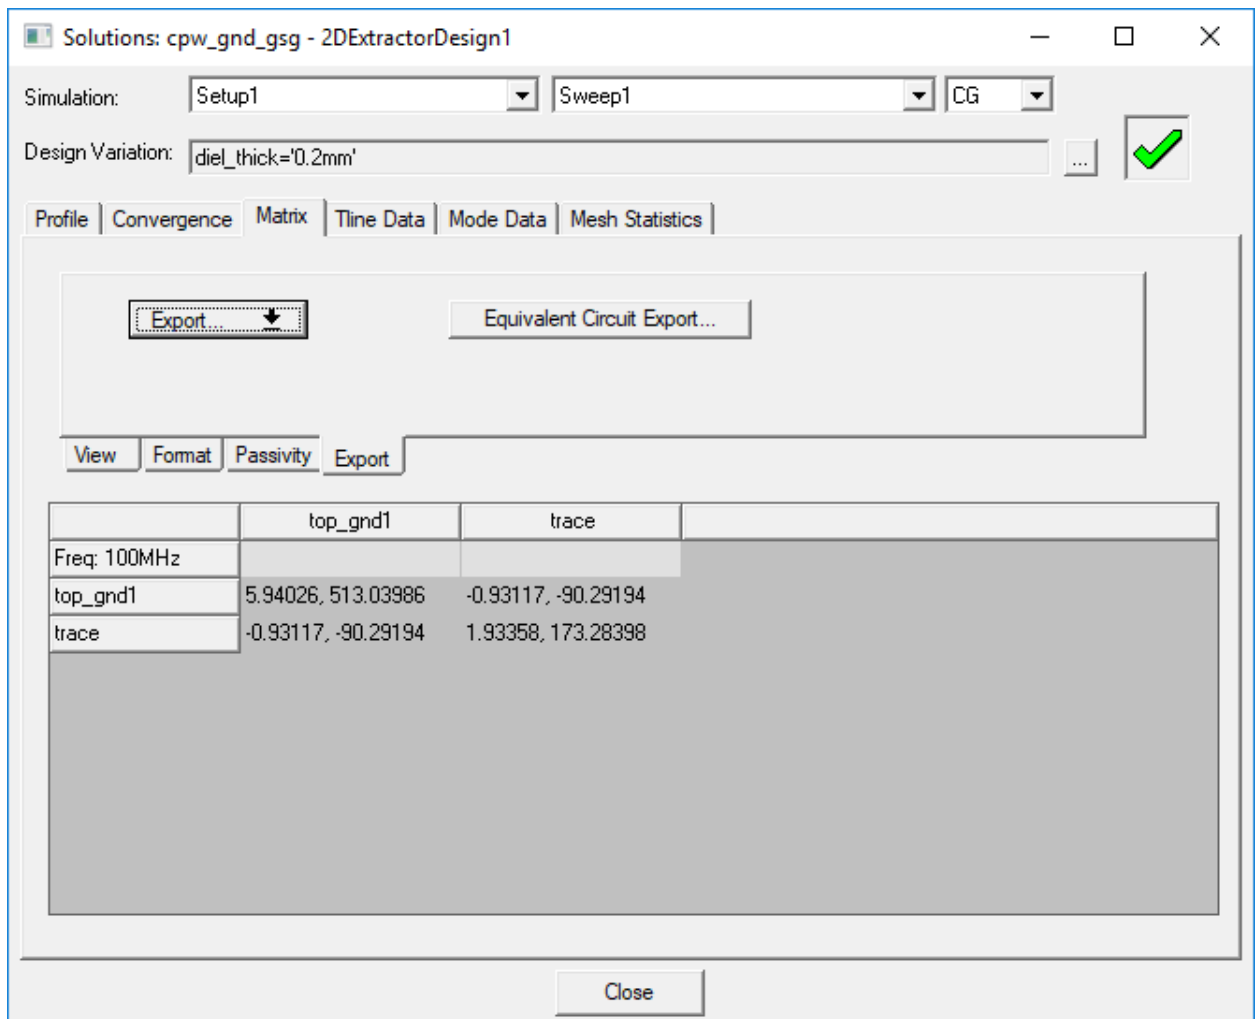 Solutions: cpw_gnd_gsg - 2DExtractorDesign1
Simulation: Setup1 Sweep1 CG
Design Variation: diel_thick='0.2mm' ...
Profile Convergence Matrix Tline Data Mode Data Mesh Statistics
Export... Equivalent Circuit Export...
View Format Passivity Export
top_gnd1 trace
Freq: 100MHz
top_gnd1 5.94026, 513.03986 -0.93117, -90.29194
trace -0.93117, -90.29194 1.93358, 173.28398
Close